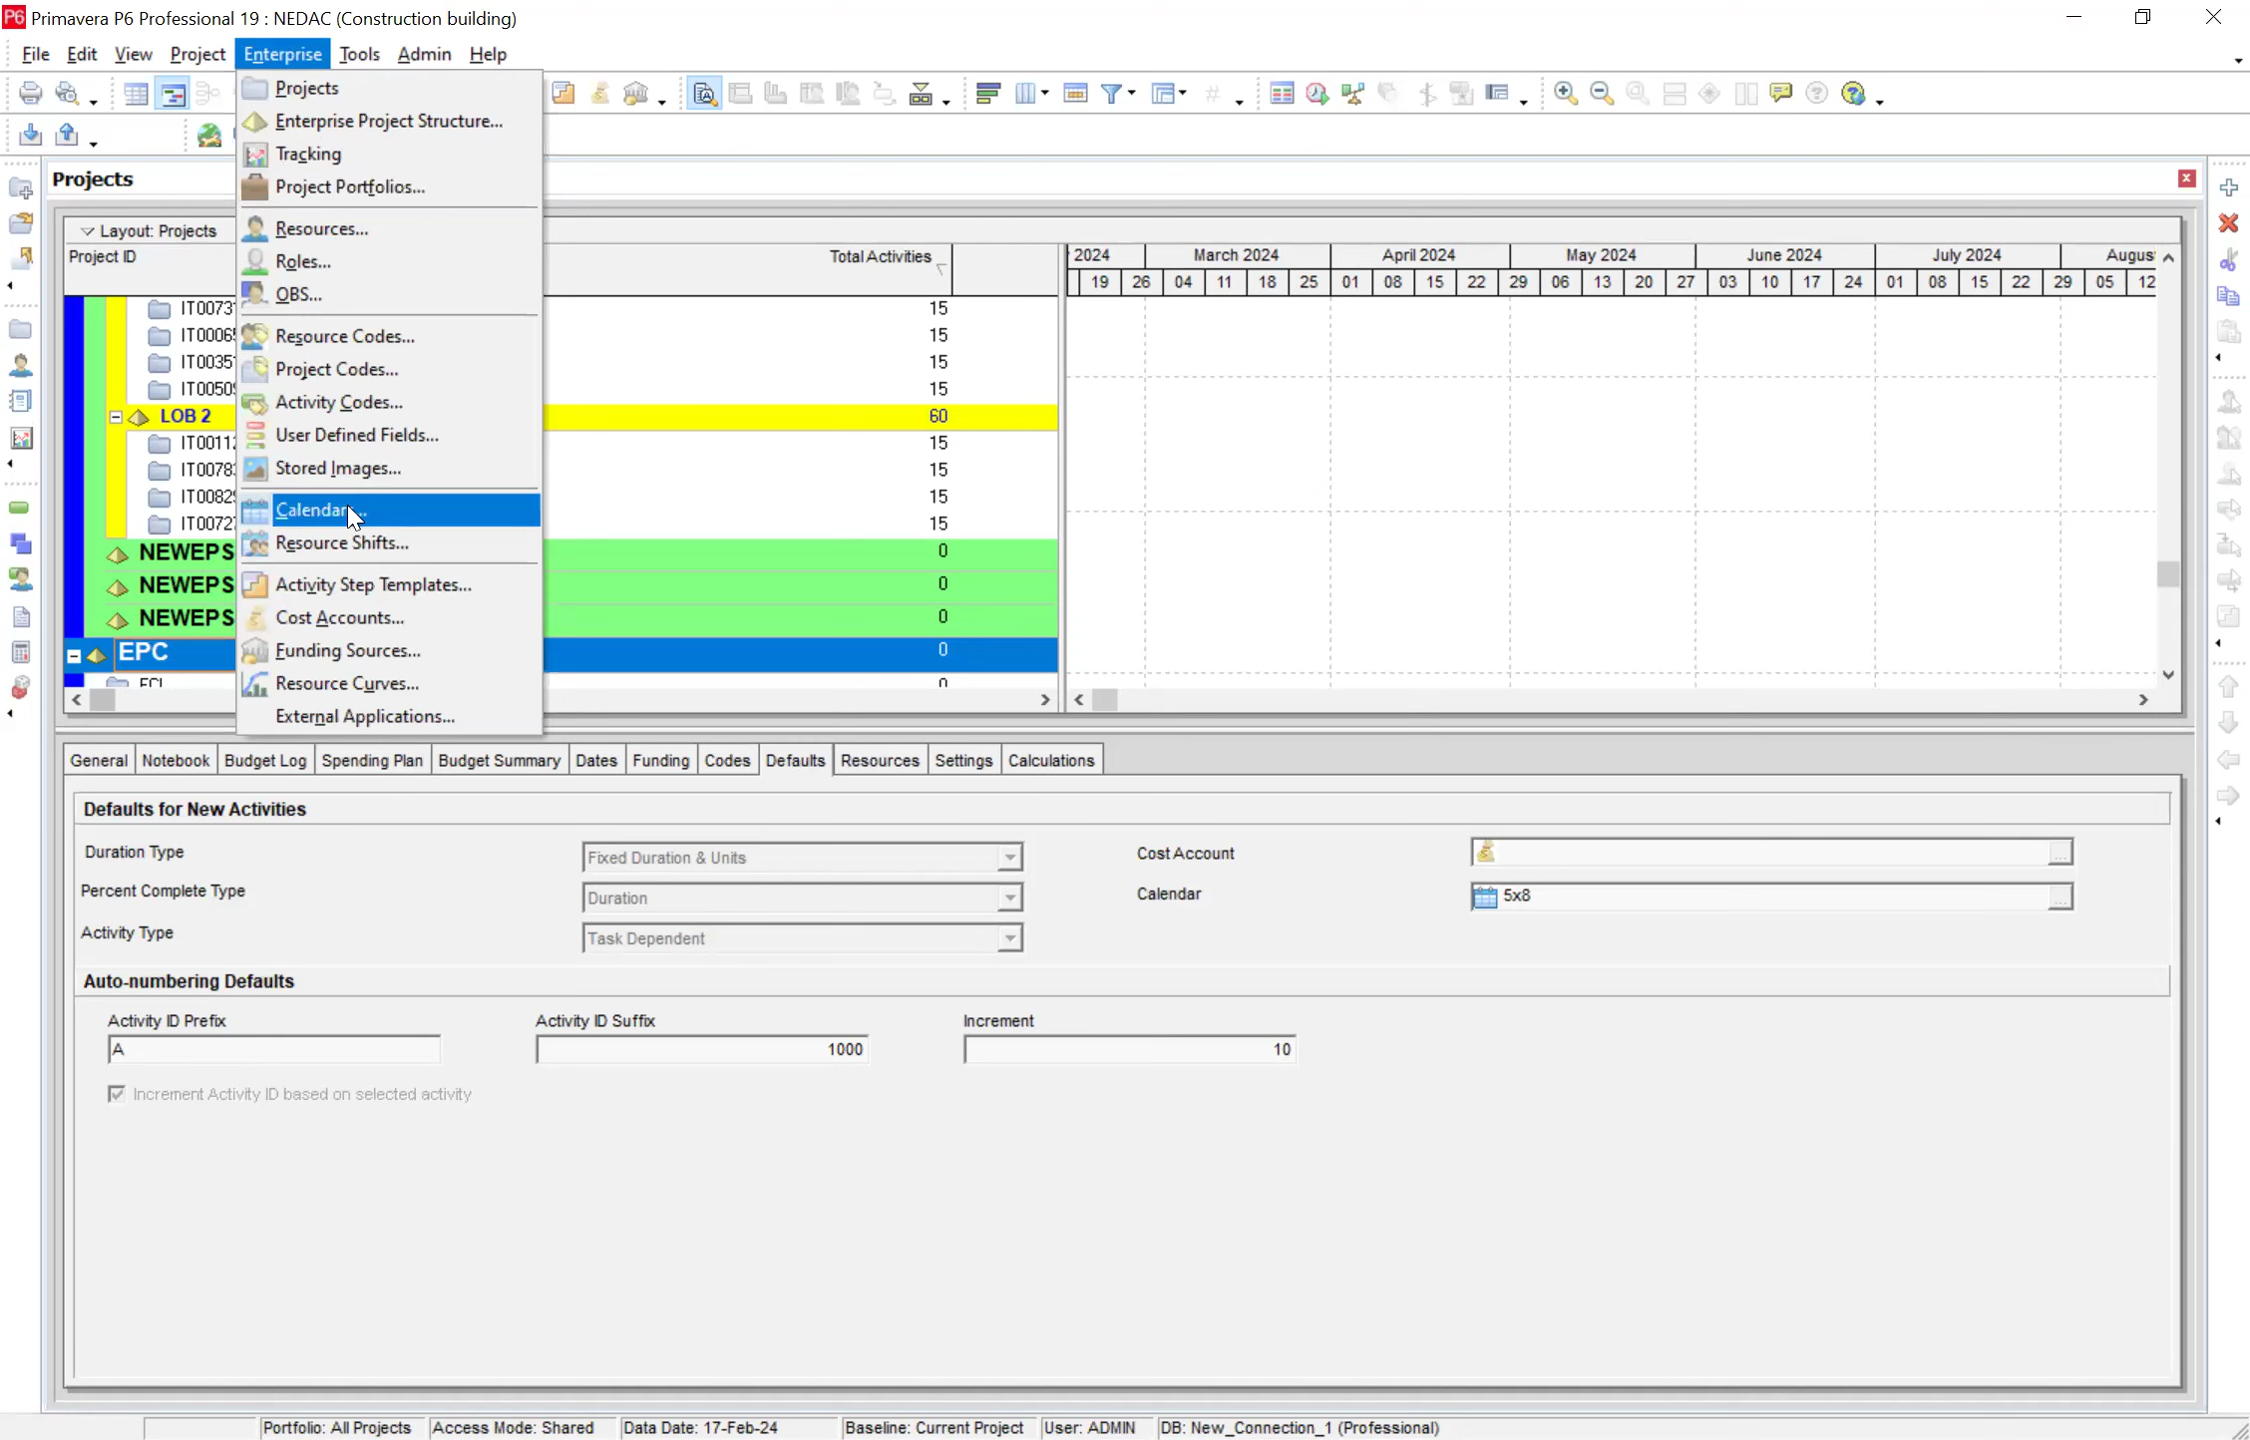 P6 Primavera P6 Professional 19 : NEDAC (Construction building)
File Edit View Project Enterprise Tools Admin Help
Projects
Enterprise Project Structure...
Tracking
Project Portfolios...
Resources...
Roles...
OBS...
Resource Codes...
Project Codes...
Activity Codes...
User Defined Fields...
Stored Images...
Resource Shifts...
Activity Step Templates...
Cost Accounts...
Funding Sources...
Resource Curves...
External Applications...
Projects
Layout: Projects
Project ID Total Activities
2024 March 2024 April 2024 May 2024 June 2024 July 2024
19 26 04 11 18 25 01 08 15 22 29 06 13 20 27 03 10 17 24 01 08 15 22 29 05 12
15
15
15
15
LOB 2 60
15
15
15
15
NEWEPS 0
NEWEPS 0
NEWEPS 0
EPC 0
General Notebook Budget Log Spending Plan Budget Summary Dates Funding Codes Defaults Resources Settings Calculations
Defaults for New Activities
Duration Type Fixed Duration & Units Cost Account
Percent Complete Type Duration Calendar 5x8
Activity Type Task Dependent
Auto-numbering Defaults
Activity ID Prefix Activity ID Suffix Increment
A 1000 10
Increment Activity ID based on selected activity
Portfolio: All Projects Access Mode: Shared Data Date: 17-Feb-24 Baseline: Current Project User: ADMIN DB: New_Connection_1 (Professional)